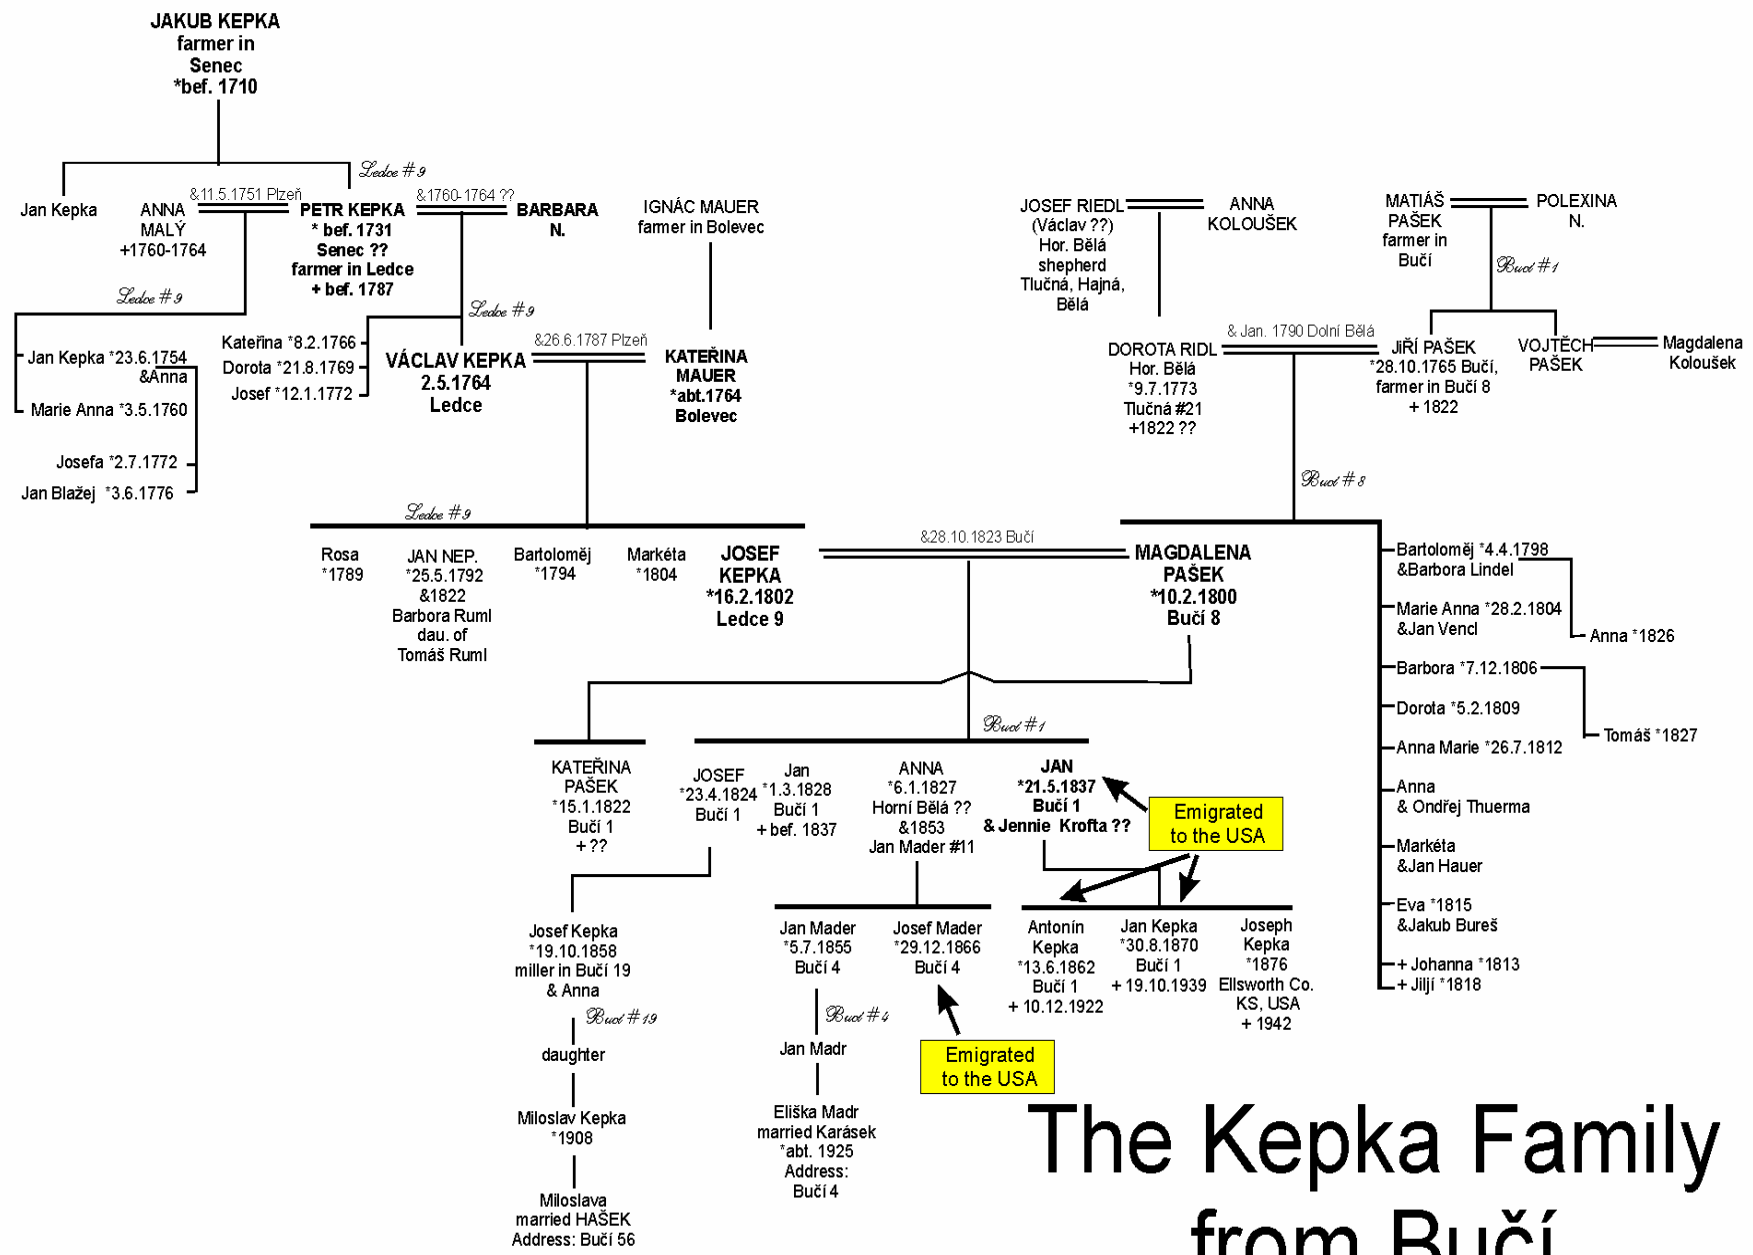 JAKUB KEPKA
farmer in
Senec
*bef. 1710
Ledce #9
Jan Kepka
&11.5.1751 Plzeň
ANNA
MALÝ
+1760-1764
PETR KEPKA
* bef. 1731
Senec ??
farmer in Ledce
+ bef. 1787
&1760-1764 ??
BARBARA
N.
IGNÁC MAUER
farmer in Bolevec
JOSEF RIEDL
(Václav ??)
Hor. Bělá
shepherd
Tlučná, Hajná,
Bělá
ANNA
KOLOUŠEK
MATIÁŠ
PAŠEK
farmer in
Bučí
POLEXINA
N.
Bučí #1
Ledce #9
Jan Kepka *23.6.1754
&Anna
Marie Anna *3.5.1760
Josefa *2.7.1772
Jan Blažej *3.6.1776
Ledce #9
Kateřina *8.2.1766
Dorota *21.8.1769
Josef *12.1.1772
VÁCLAV KEPKA
2.5.1764
Ledce
&26.6.1787 Plzeň
KATEŘINA
MAUER
*abt.1764
Bolevec
DOROTA RIDL
Hor. Bělá
*9.7.1773
Tlučná #21
+1822 ??
& Jan. 1790 Dolní Bělá
JIŘÍ PAŠEK
*28.10.1765 Bučí,
farmer in Bučí 8
+ 1822
VOJTĚCH
PAŠEK
Magdalena
Koloušek
Bučí #8
Ledce #9
Rosa
*1789
JAN NEP.
*25.5.1792
&1822
Barbora Ruml
dau. of
Tomáš Ruml
Bartoloměj
*1794
Markéta
*1804
JOSEF
KEPKA
*16.2.1802
Ledce 9
&28.10.1823 Bučí
MAGDALENA
PAŠEK
*10.2.1800
Bučí 8
Bartoloměj *4.4.1798
&Barbora Lindel
Marie Anna *28.2.1804
&Jan Vencl
Anna *1826
Barbora *7.12.1806
Dorota *5.2.1809
Tomáš *1827
Anna Marie *26.7.1812
Anna
& Ondřej Thuerma
Markéta
&Jan Hauer
Eva *1815
&Jakub Bureš
+ Johanna *1813
+ Jiljí *1818
Bučí #1
KATEŘINA
PAŠEK
*15.1.1822
Bučí 1
+ ??
JOSEF
*23.4.1824
Bučí 1
Jan
*1.3.1828
Bučí 1
+ bef. 1837
ANNA
*6.1.1827
Horní Bělá ??
&1853
Jan Mader #11
JAN
*21.5.1837
Bučí 1
& Jennie Krofta ??
Emigrated
to the USA
Josef Kepka
*19.10.1858
miller in Bučí 19
& Anna
Bučí #19
daughter
Miloslav Kepka
*1908
Miloslava
married HAŠEK
Address: Bučí 56
Jan Mader
*5.7.1855
Bučí 4
Bučí #4
Jan Madr
Eliška Madr
married Karásek
*abt. 1925
Address:
Bučí 4
Josef Mader
*29.12.1866
Bučí 4
Emigrated
to the USA
Antonín
Kepka
*13.6.1862
Bučí 1
+ 10.12.1922
Jan Kepka
*30.8.1870
Bučí 1
+ 19.10.1939
Joseph
Kepka
*1876
Ellsworth Co.
KS, USA
+ 1942
The Kepka Family
from Bučí